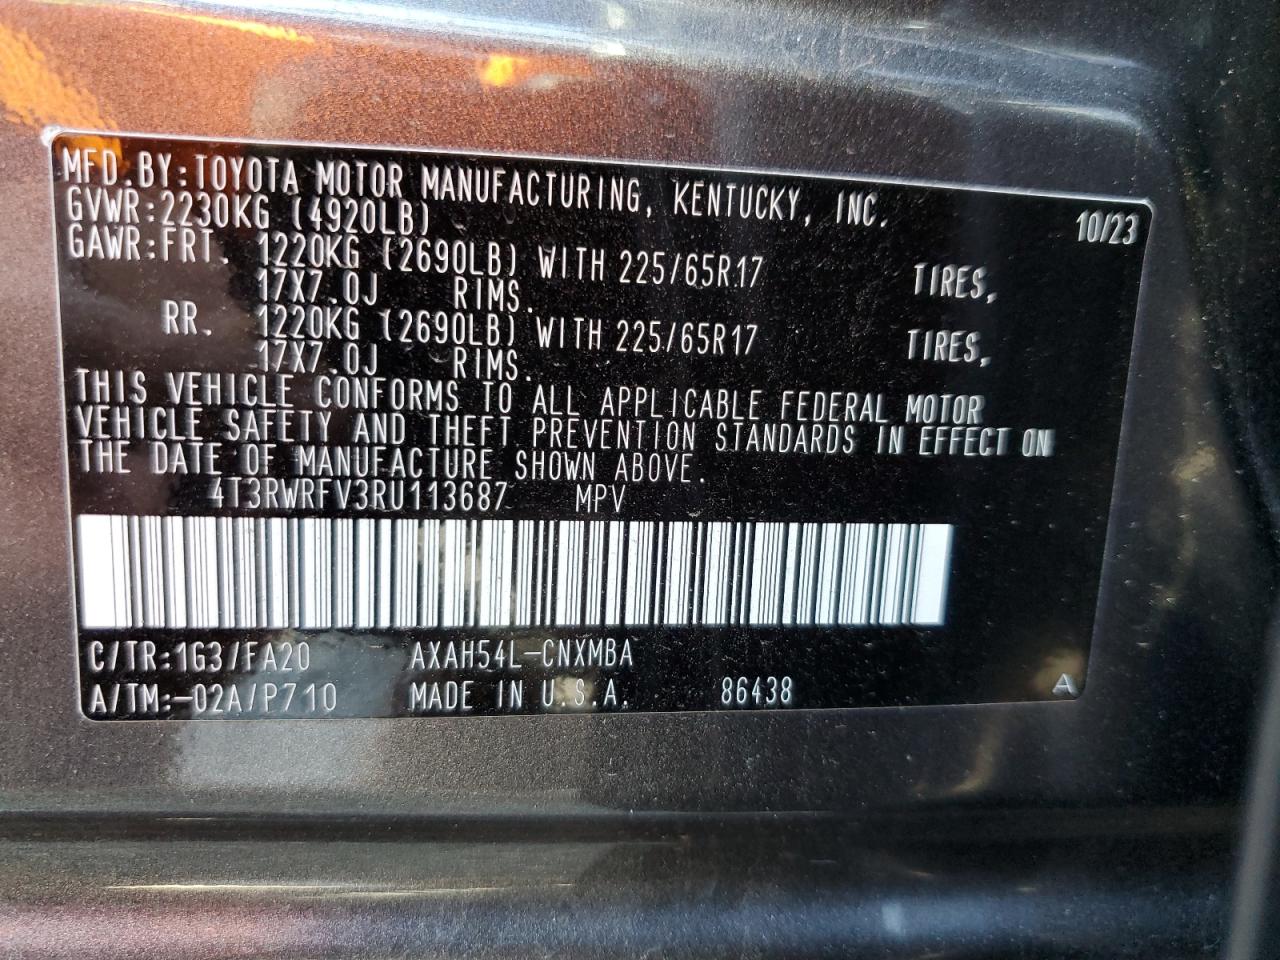 MFD.BY:TOYOTA MOTOR MANUFACTURING, KENTUCKY, INC.
GVWR:2230KG (4920LB) 10/23
GAWR:FRT. 1220KG (2690LB) WITH 225/65R17 TIRES,
17X7.0J RIMS.
RR. 1220KG (2690LB) WITH 225/65R17 TIRES,
17X7.0J RIMS.
THIS VEHICLE CONFORMS TO ALL APPLICABLE FEDERAL MOTOR
VEHICLE SAFETY AND THEFT PREVENTION STANDARDS IN EFFECT ON
THE DATE OF MANUFACTURE SHOWN ABOVE.
4T3RWRFV3RU113687 MPV
C/TR:1G3/FA20 AXAH54L-CNXMBA
A/TM:-02A/P710 MADE IN U.S.A. 86438 A